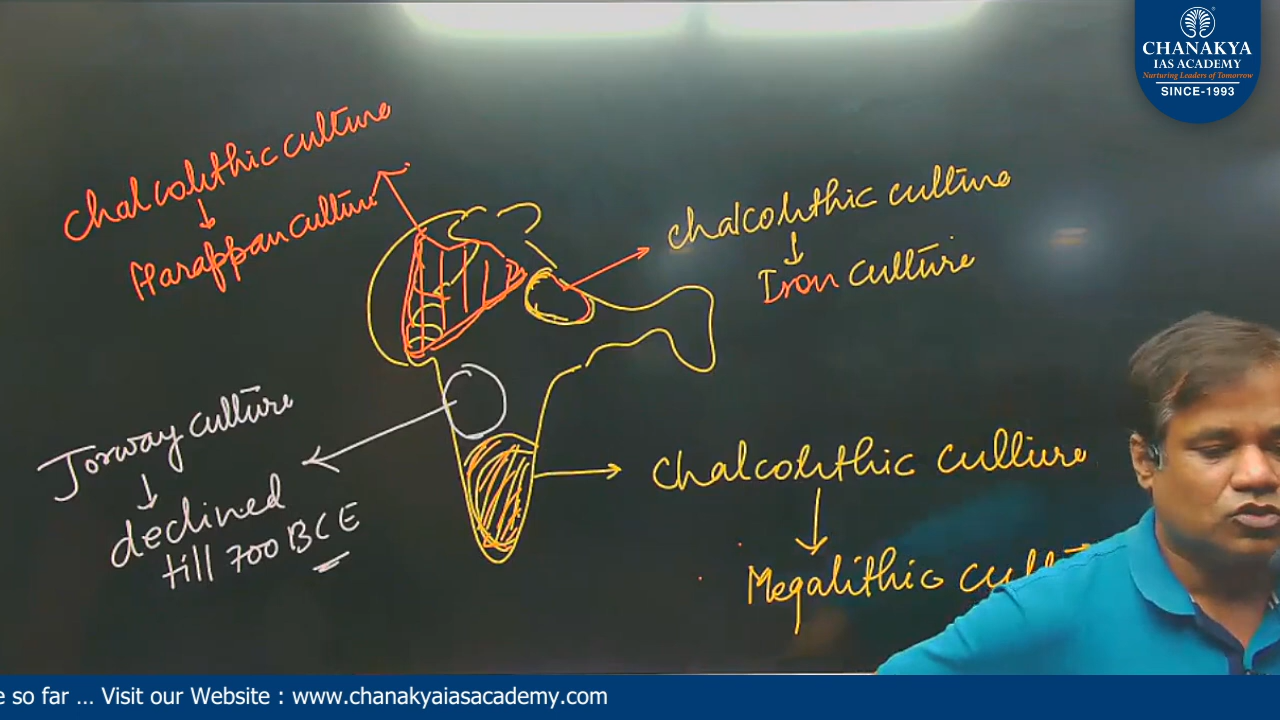 CHANAKYA
IAS ACADEMY
Nurturing Leaders of Tomorrow
SINCE-1993
Chalcolithic culture
Harappan culture
Chalcolithic culture
Iron culture
Jorway culture
declined
till 700 BCE
Chalcolithic culture
Megalithic
e so far ... Visit our Website : www.chanakyaiasacademy.com